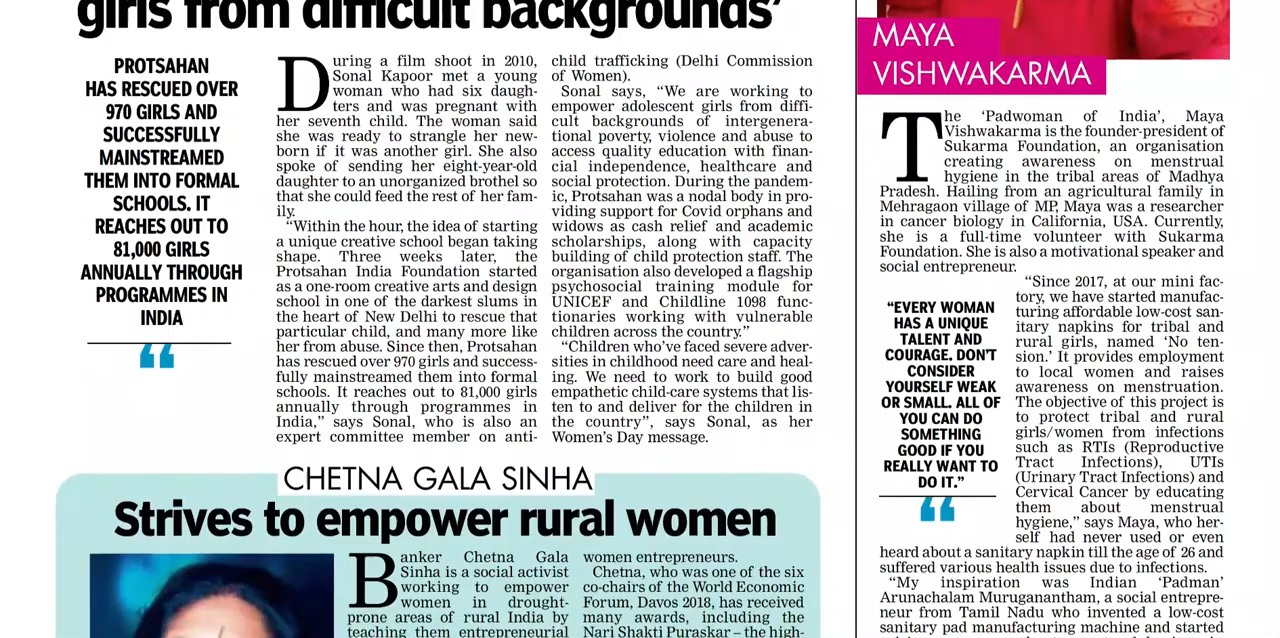 girls from difficult backgrounds’
PROTSAHAN
HAS RESCUED OVER
970 GIRLS AND
SUCCESSFULLY
MAINSTREAMED
THEM INTO FORMAL
SCHOOLS. IT
REACHES OUT TO
81,000 GIRLS
ANNUALLY THROUGH
PROGRAMMES IN
INDIA
During a film shoot in 2010,
Sonal Kapoor met a young
woman who had six daugh-
ters and was pregnant with
her seventh child. The woman said
she was ready to strangle her new-
born if it was another girl. She also
spoke of sending her eight-year-old
daughter to an unorganized brothel so
that she could feed the rest of her fam-
ily.
“Within the hour, the idea of starting
a unique creative school began taking
shape. Three weeks later, the
Protsahan India Foundation started
as a one-room creative arts and design
school in one of the darkest slums in
the heart of New Delhi to rescue that
particular child, and many more like
her from abuse. Since then, Protsahan
has rescued over 970 girls and success-
fully mainstreamed them into formal
schools. It reaches out to 81,000 girls
annually through programmes in
India,” says Sonal, who is also an
expert committee member on anti-
child trafficking (Delhi Commission
of Women).
Sonal says, “We are working to
empower adolescent girls from diffi-
cult backgrounds of intergenera-
tional poverty, violence and abuse to
access quality education with finan-
cial independence, healthcare and
social protection. During the pandem-
ic, Protsahan was a nodal body in pro-
viding support for Covid orphans and
widows as cash relief and academic
scholarships, along with capacity
building of child protection staff. The
organisation also developed a flagship
psychosocial training module for
UNICEF and Childline 1098 func-
tionaries working with vulnerable
children across the country.”
“Children who’ve faced severe adver-
sities in childhood need care and heal-
ing. We need to work to build good
empathetic child-care systems that lis-
ten to and deliver for the children in
the country”, says Sonal, as her
Women’s Day message.
CHETNA GALA SINHA
Strives to empower rural women
Banker Chetna Gala
Sinha is a social activist
working to empower
women in drought-
prone areas of rural India by
teaching them entrepreneurial
women entrepreneurs.
Chetna, who was one of the six
co-chairs of the World Economic
Forum, Davos 2018, has received
many awards, including the
Nari Shakti Puraskar – the high-
MAYA
VISHWAKARMA
The ‘Padwoman of India’, Maya
Vishwakarma is the founder-president of
Sukarma Foundation, an organisation
creating awareness on menstrual
hygiene in the tribal areas of Madhya
Pradesh. Hailing from an agricultural family in
Mehragaon village of MP, Maya was a researcher
in cancer biology in California, USA. Currently,
she is a full-time volunteer with Sukarma
Foundation. She is also a motivational speaker and
social entrepreneur.
“EVERY WOMAN
HAS A UNIQUE
TALENT AND
COURAGE. DON’T
CONSIDER
YOURSELF WEAK
OR SMALL. ALL OF
YOU CAN DO
SOMETHING
GOOD IF YOU
REALLY WANT TO
DO IT.”
“Since 2017, at our mini fac-
tory, we have started manufac-
turing affordable low-cost san-
itary napkins for tribal and
rural girls, named ‘No ten-
sion.’ It provides employment
to local women and raises
awareness on menstruation.
The objective of this project is
to protect tribal and rural
girls/women from infections
such as RTIs (Reproductive
Tract Infections), UTIs
(Urinary Tract Infections) and
Cervical Cancer by educating
them about menstrual
hygiene,” says Maya, who her-
self had never used or even
heard about a sanitary napkin till the age of 26 and
suffered various health issues due to infections.
“My inspiration was Indian ‘Padman’
Arunachalam Muruganantham, a social entrepre-
neur from Tamil Nadu who invented a low-cost
sanitary pad manufacturing machine and started